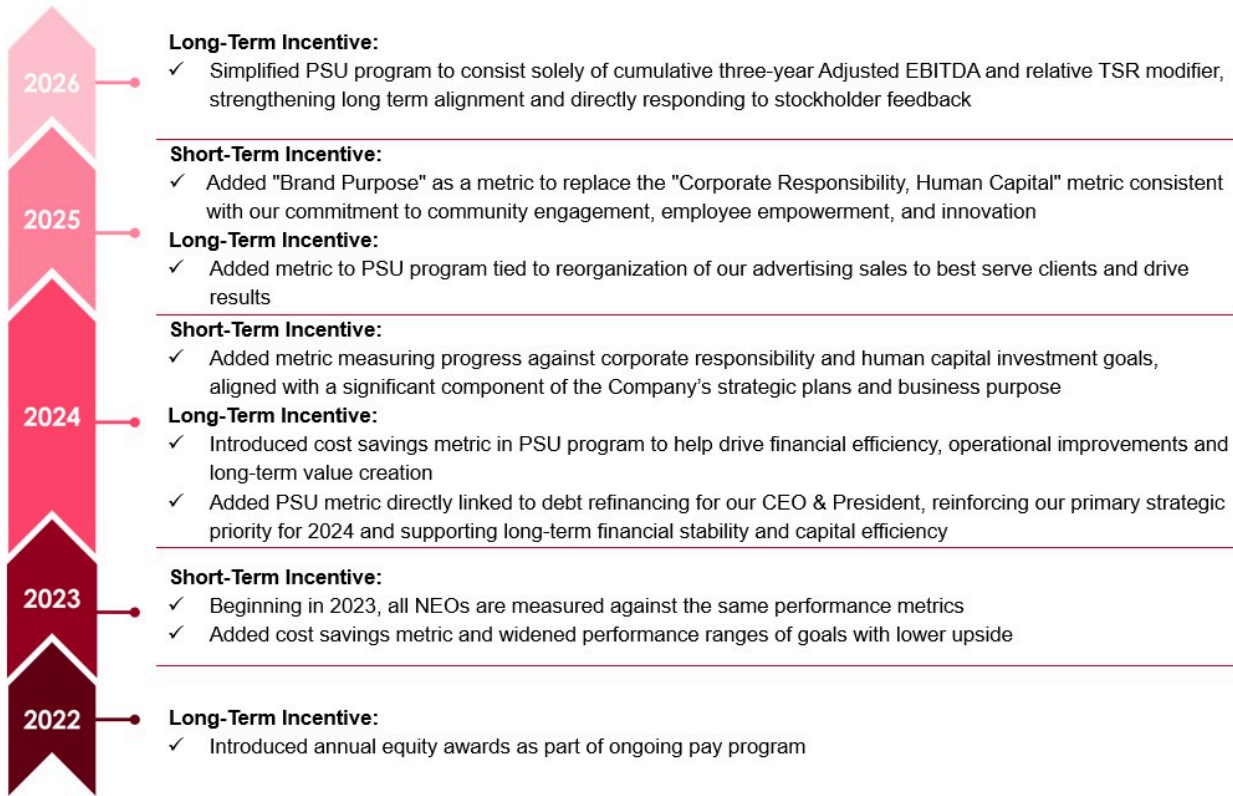 2026
Long-Term Incentive:
✓ Simplified PSU program to consist solely of cumulative three-year Adjusted EBITDA and relative TSR modifier,
strengthening long term alignment and directly responding to stockholder feedback
2025
Short-Term Incentive:
✓ Added "Brand Purpose" as a metric to replace the "Corporate Responsibility, Human Capital" metric consistent
with our commitment to community engagement, employee empowerment, and innovation
Long-Term Incentive:
✓ Added metric to PSU program tied to reorganization of our advertising sales to best serve clients and drive
results
2024
Short-Term Incentive:
✓ Added metric measuring progress against corporate responsibility and human capital investment goals,
aligned with a significant component of the Company's strategic plans and business purpose
Long-Term Incentive:
✓ Introduced cost savings metric in PSU program to help drive financial efficiency, operational improvements and
long-term value creation
✓ Added PSU metric directly linked to debt refinancing for our CEO & President, reinforcing our primary strategic
priority for 2024 and supporting long-term financial stability and capital efficiency
2023
Short-Term Incentive:
✓ Beginning in 2023, all NEOs are measured against the same performance metrics
✓ Added cost savings metric and widened performance ranges of goals with lower upside
2022
Long-Term Incentive:
✓ Introduced annual equity awards as part of ongoing pay program